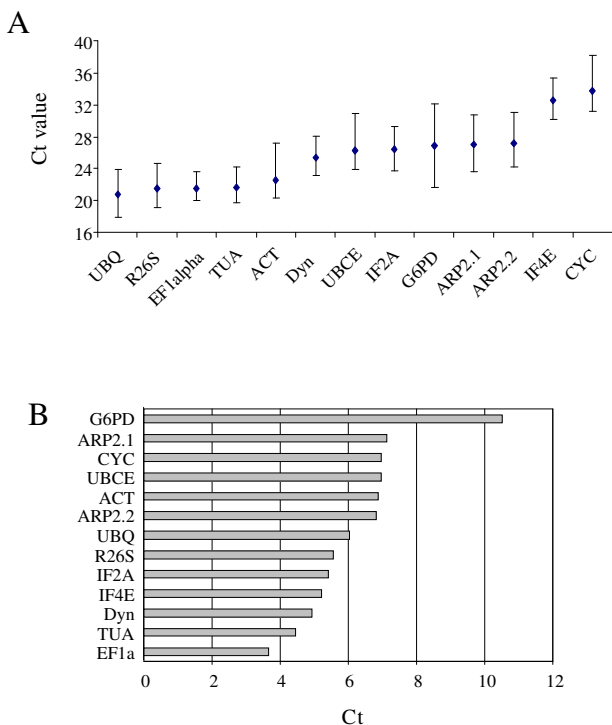 A
Ct value
40
36
32
28
24
20
16
UBQ
R26S
EF1alpha
TUA
ACT
Dyn
UBCE
IF2A
G6PD
ARP2.1
ARP2.2
IF4E
CYC
B
G6PD
ARP2.1
CYC
UBCE
ACT
ARP2.2
UBQ
R26S
IF2A
IF4E
Dyn
TUA
EF1a
0 2 4 6 8 10 12
Ct